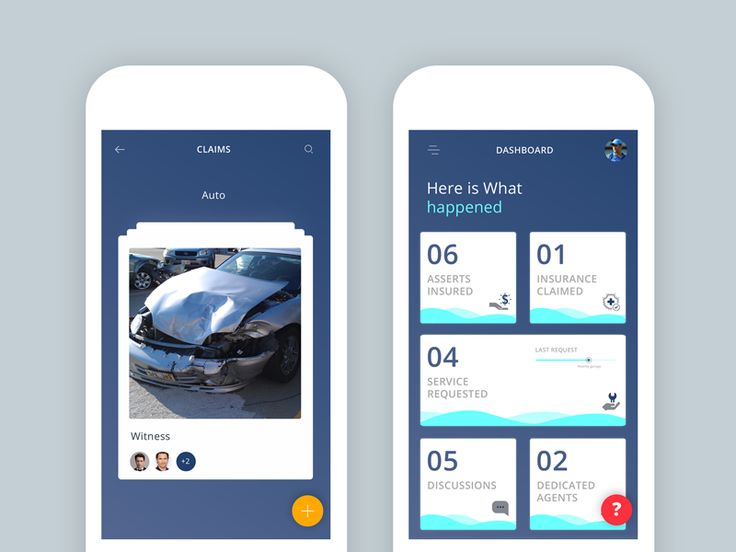 CLAIMS
Auto
Witness
+2
DASHBOARD
Here is What
happened
06
ASSERTS
INSURED
01
INSURANCE
CLAIMED
04
SERVICE
REQUESTED
LAST REQUEST
05
DISCUSSIONS
02
DEDICATED
AGENTS
?